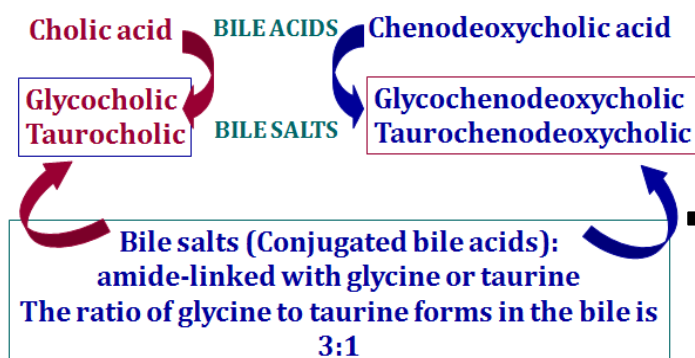 Cholic acid BILE ACIDS Chenodeoxycholic acid
Glycocholic
Taurocholic
BILE SALTS
Glycochenodeoxycholic
Taurochenodeoxycholic
Bile salts (Conjugated bile acids):
amide-linked with glycine or taurine
The ratio of glycine to taurine forms in the bile is
3:1